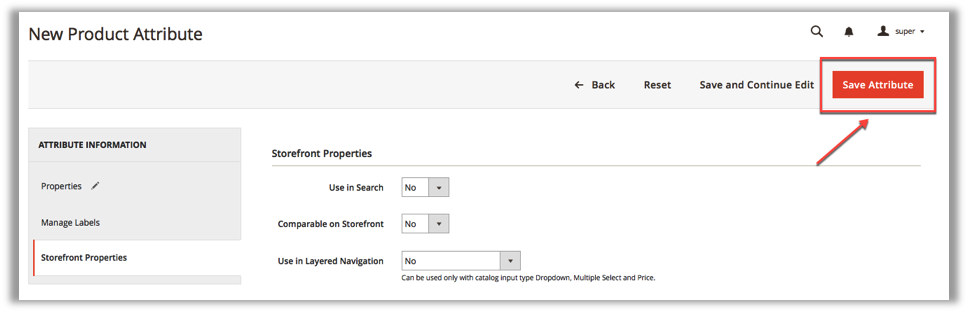 New Product Attribute
super
Back Reset Save and Continue Edit Save Attribute
ATTRIBUTE INFORMATION
Properties
Manage Labels
Storefront Properties
Storefront Properties
Use in Search No
Comparable on Storefront No
Use in Layered Navigation No
Can be used only with catalog input type Dropdown, Multiple Select and Price.